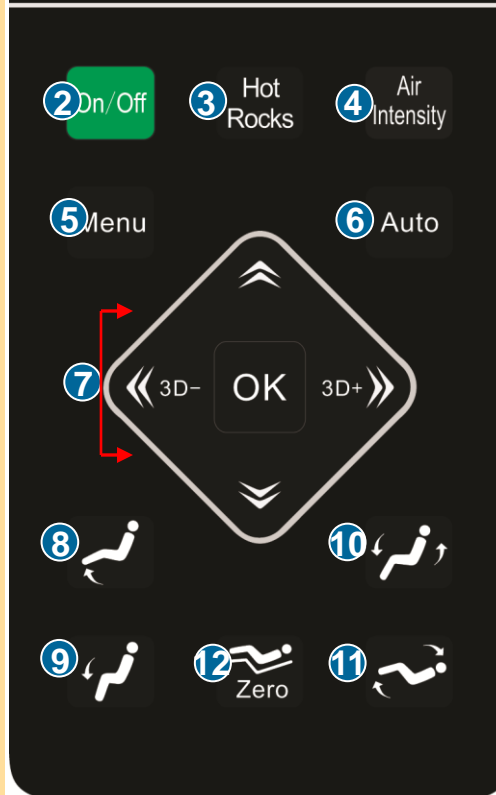 2 On/Off
3 Hot
Rocks
4 Air
Intensity
5 Menu
6 Auto
7 3D-
OK
3D+
8
10
9
12 Zero
11